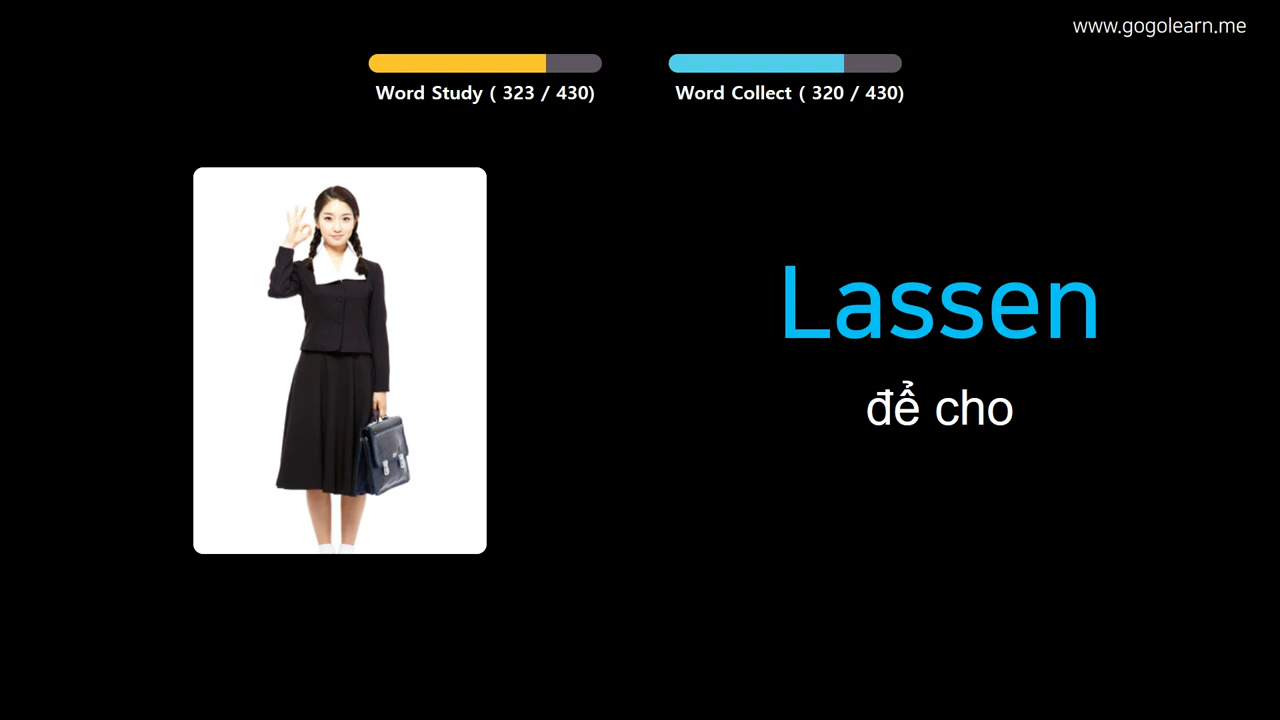 www.gogolearn.me
Word Study ( 323 / 430)
Word Collect ( 320 / 430)
Lassen
để cho